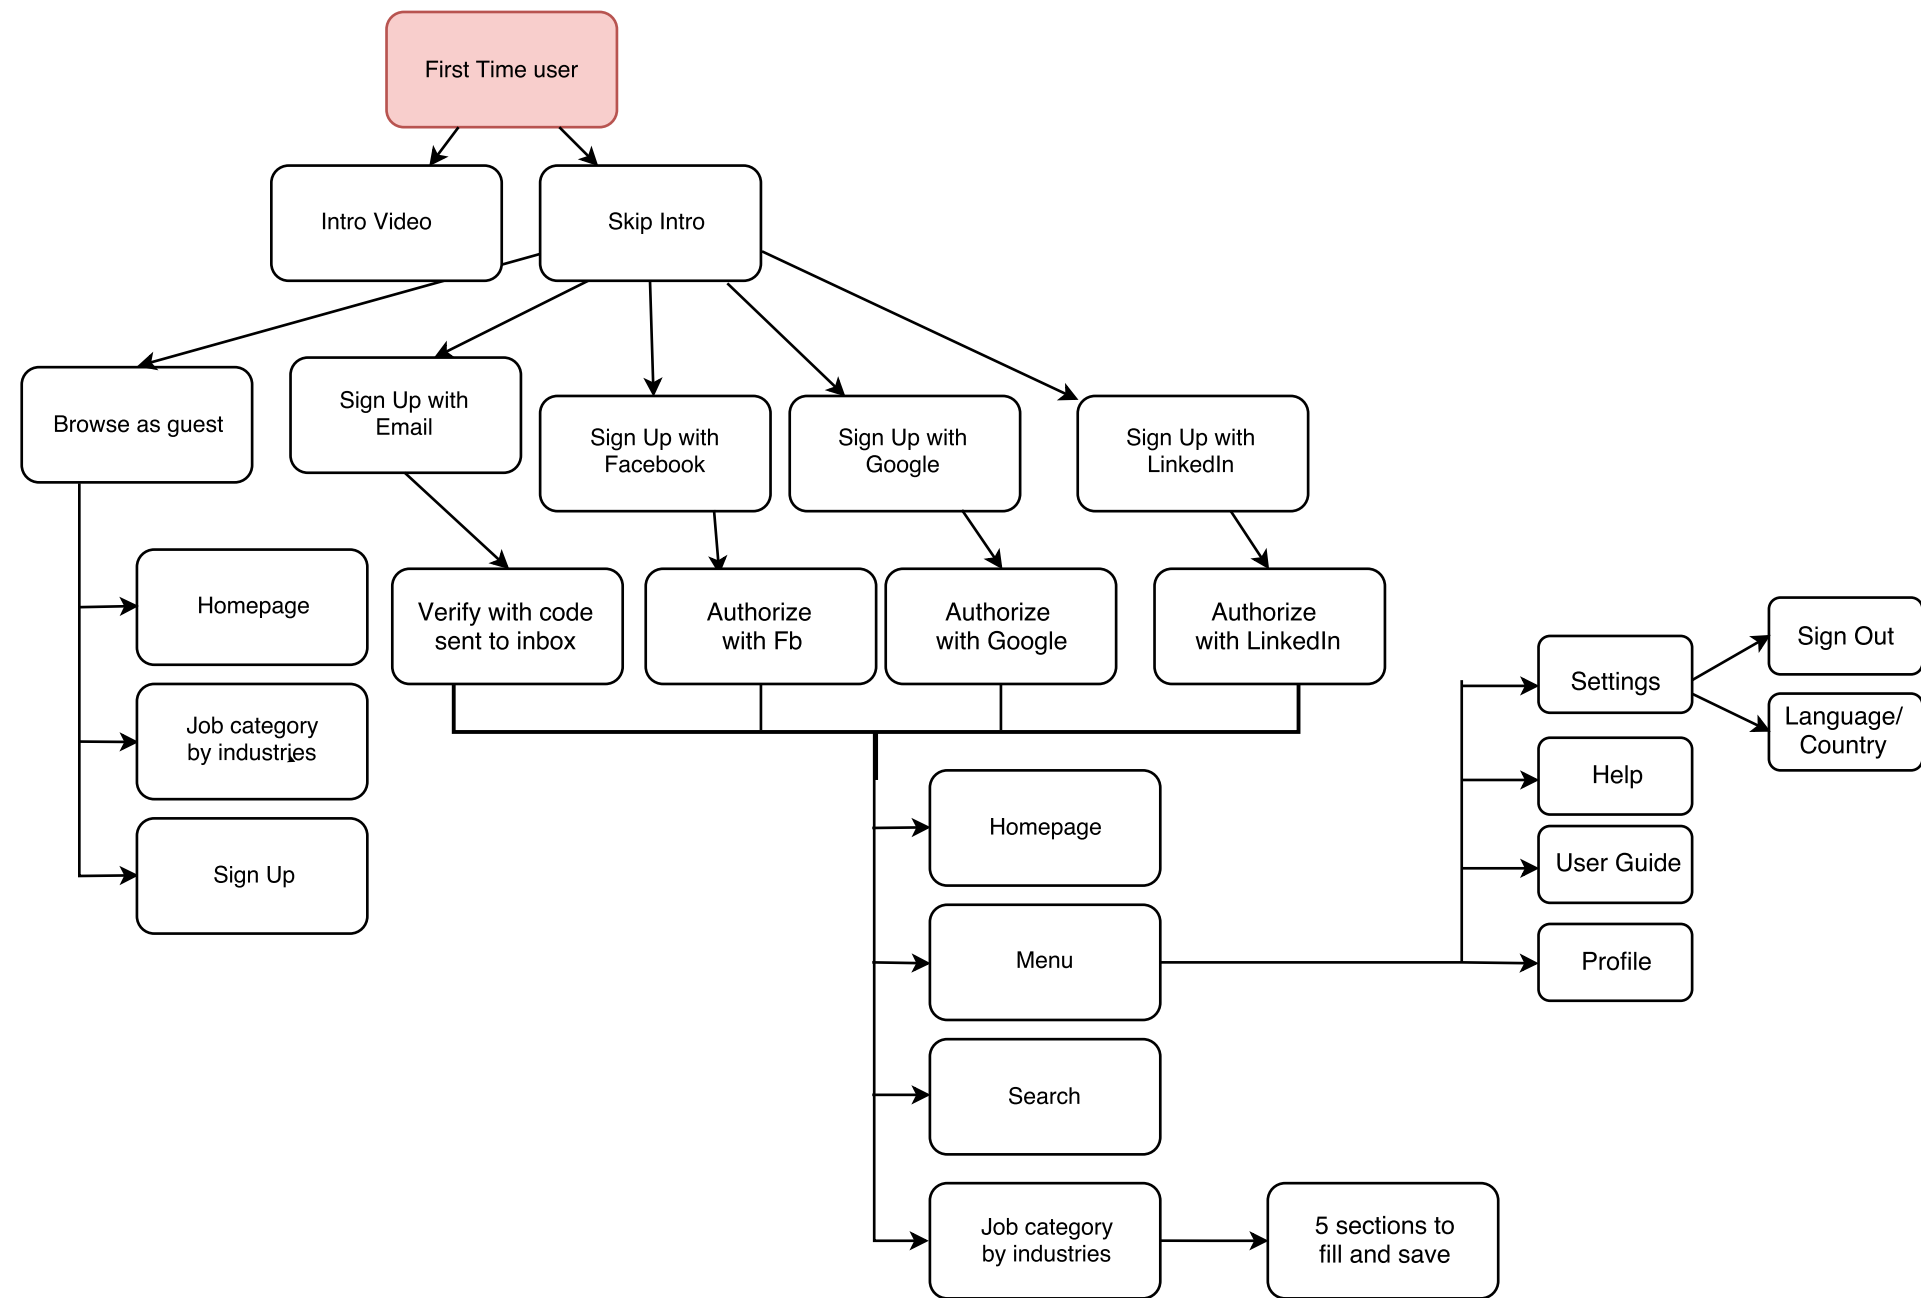 First Time user
Intro Video
Skip Intro
Browse as guest
Sign Up with
Email
Sign Up with
Facebook
Sign Up with
Google
Sign Up with
LinkedIn
Homepage
Job category
by industries
Sign Up
Verify with code
sent to inbox
Authorize
with Fb
Authorize
with Google
Authorize
with LinkedIn
Homepage
Menu
Search
Job category
by industries
5 sections to
fill and save
Settings
Help
User Guide
Profile
Sign Out
Language/
Country